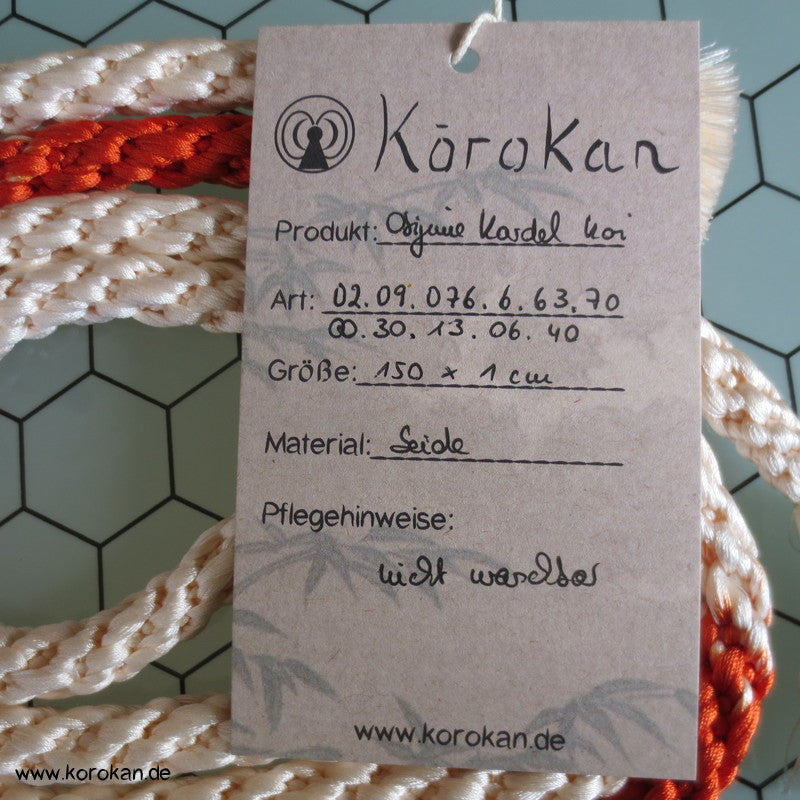 Kōrokan
Produkt: Obijime Kordel Koi
Art: 02.09.076.6.63.70
00.30.13.06.40
Größe: 150 x 1 cm
Material: Seide
Pflegehinweise:
nicht waschbar
www.korokan.de
www.korokan.de